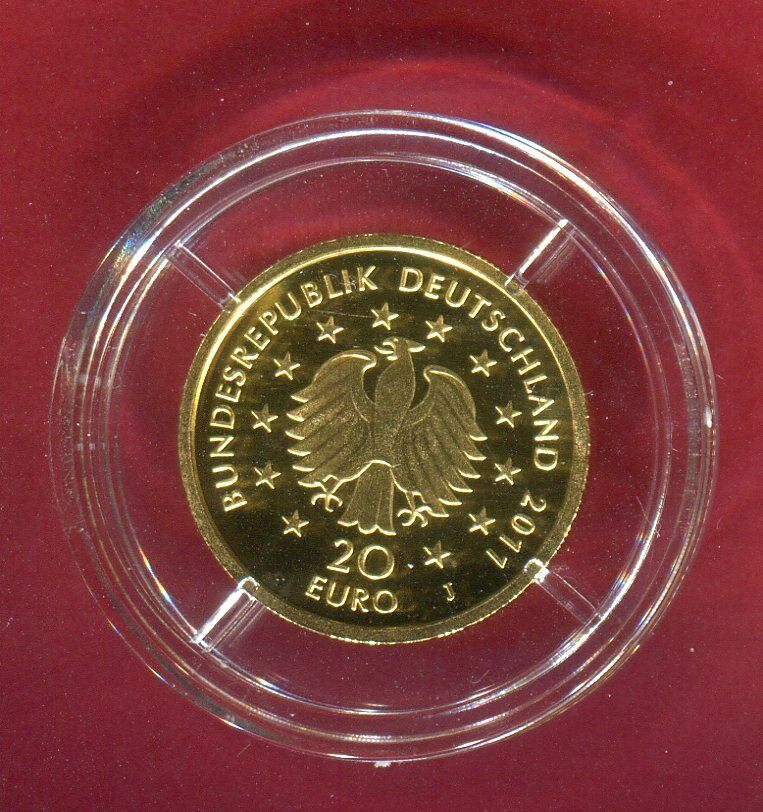 BUNDESREPUBLIK DEUTSCHLAND 2011
20
EURO
J